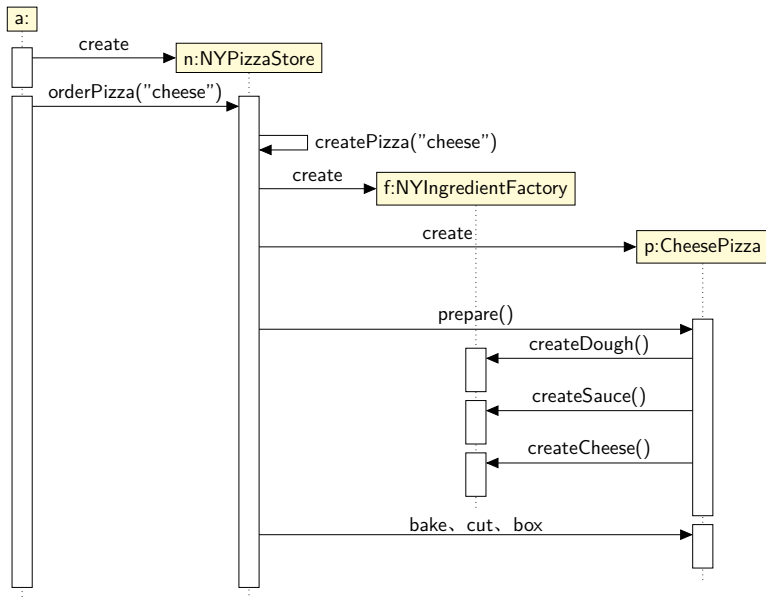 a:
create
n:NYPizzaStore
orderPizza("cheese")
createPizza("cheese")
create
f:NYIngredientFactory
create
p:CheesePizza
prepare()
createDough()
createSauce()
createCheese()
bake、cut、box